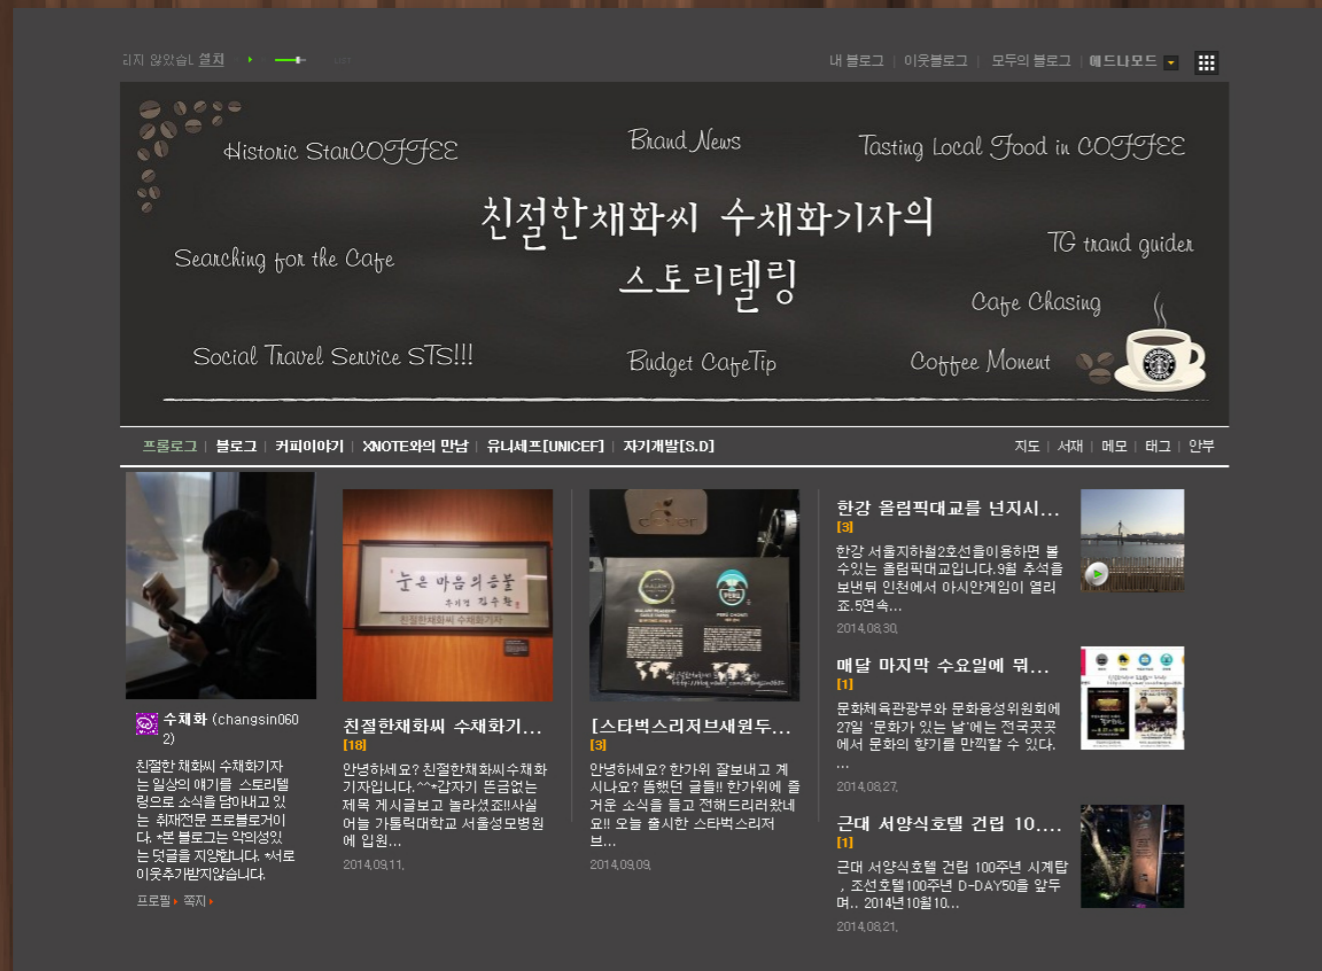 되지 않았습니 설치
내 블로그 | 이웃블로그 | 모두의 블로그 | 에드나모드
Historic StarCOFFEE
Brand News
Tasting Local Food in COFFEE
친절한채화씨 수채화기자의
스토리텔링
Searching for the Cafe
TG trand guider
Cafe Chasing
Social Travel Service STS!!!
Budget CafeTip
Coffee Monent
STARBUCKS
COFFEE
프롤로그 | 블로그 | 커피이야기 | XNOTE와의 만남 | 유니세프[UNICEF] | 자기개발[S.D]
지도 | 서재 | 메모 | 태그 | 안부
수채화 (changsin060
2)
친절한 채화씨 수채화기자
는 일상의 얘기를 스토리텔
링으로 소식을 담아내고 있
는 취재전문 프로블로거이
다. *본 블로그는 악의성있
는 덧글을 지양합니다. *서로
이웃추가받지않습니다.
프로필 쪽지
눈은 마음의 등불
친절한채화씨 수채화기자
친절한채화씨 수채화기...
[18]
안녕하세요? 친절한채화씨수채화
기자입니다.^^*갑자기 뜬금없는
제목 게시글보고 놀라셨죠!!사실
어늘 가톨릭대학교 서울성모병원
에 입원...
2014.09.11.
[스타벅스리저브새원두...
[3]
안녕하세요? 한가위 잘보내고 계
시나요? 뜸했던 글들!! 한가위에 즐
거운 소식을 들고 전해드리러왔네
요!! 오늘 출시한 스타벅스리저
브...
2014.09.09.
한강 올림픽대교를 넌지시...
[3]
한강 서울지하철2호선을이용하면 볼
수있는 올림픽대교입니다.9월 추석을
보낸뒤 인천에서 아시안게임이 열리
죠.5연속...
2014.08.30.
매달 마지막 수요일에 뭐...
[1]
문화체육관광부와 문화융성위원회에
27일 '문화가 있는 날'에는 전국곳곳
에서 문화의 향기를 만끽할 수 있다.
...
2014.08.27.
근대 서양식호텔 건립 10....
[1]
근대 서양식호텔 건립 100주년 시계탑
, 조선호텔100주년 D-DAY50을 앞두
며.. 2014년10월10...
2014.08.21.